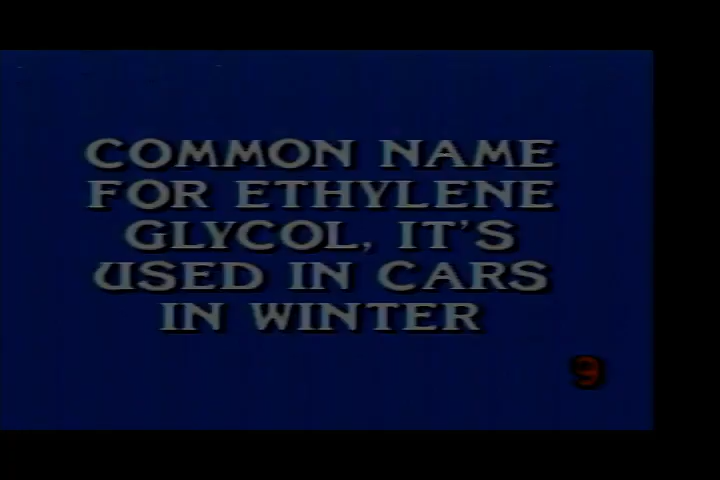 COMMON NAME
FOR ETHYLENE
GLYCOL, IT'S
USED IN CARS
IN WINTER
9